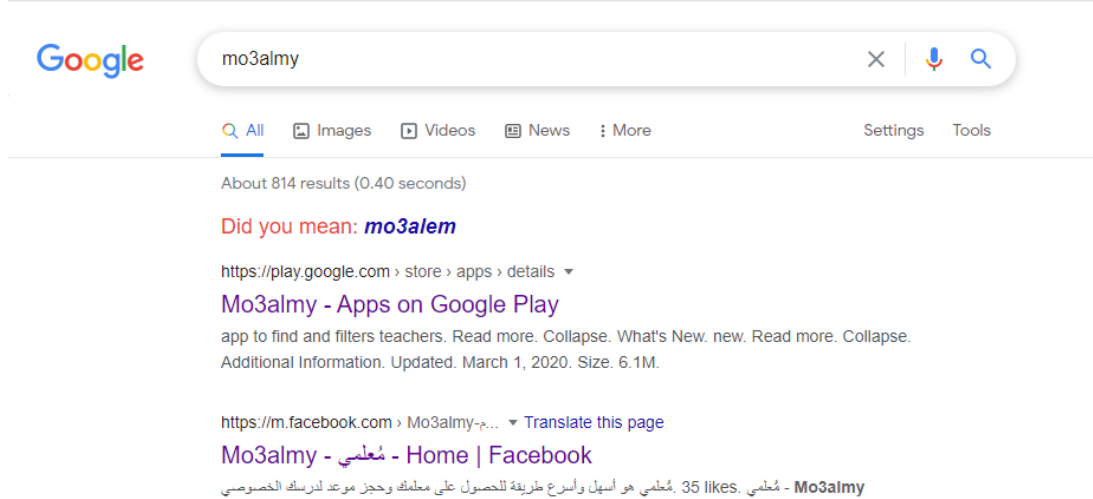 Google
mo3almy
All Images Videos News More Settings Tools
About 814 results (0.40 seconds)
Did you mean: mo3alem
https://play.google.com › store › apps › details
Mo3almy - Apps on Google Play
app to find and filters teachers. Read more. Collapse. What's New. new. Read more. Collapse.
Additional Information. Updated. March 1, 2020. Size. 6.1M.
https://m.facebook.com › Mo3almy-م... Translate this page
Mo3almy - مُعلمي - Home | Facebook
Mo3almy - مُعلمي. 35 likes. مُعلمي هو أسهل وأسرع طريقة للحصول على معلمك وحجز موعد لدرسك الخصوصي